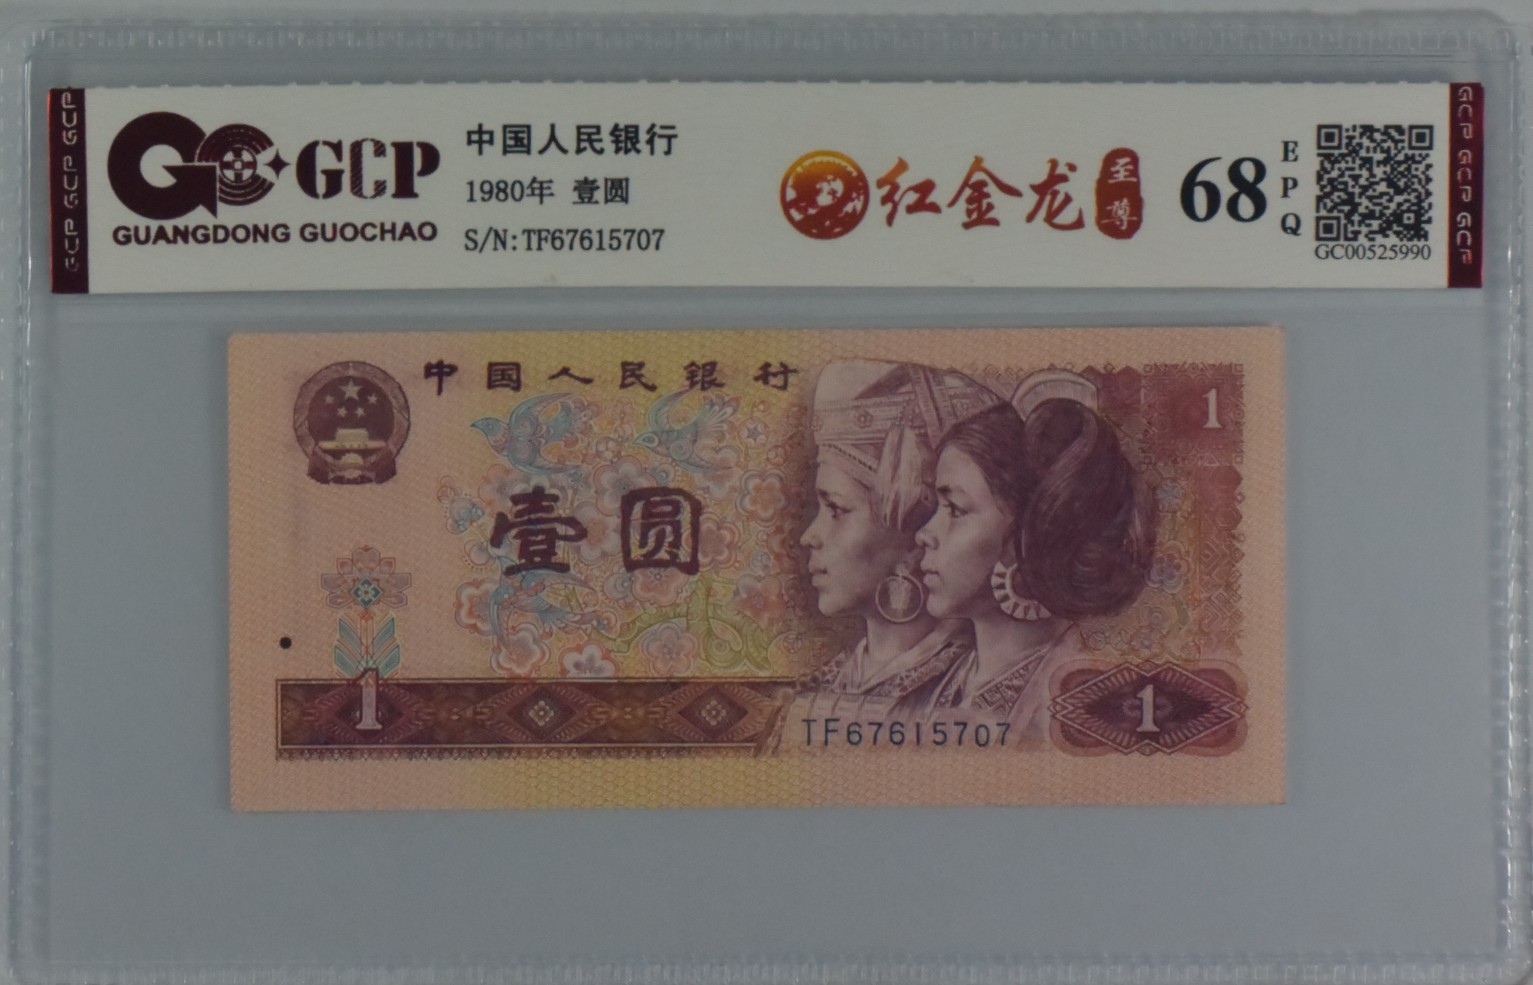 GCP GCP GCP
GCP
GUANGDONG GUOCHAO
中国人民银行
1980年 壹圆
S/N:TF67615707
红金龙
至尊
68
EPQ
GC00525990
GCP GCP GCP
中国人民银行
1
壹圆
1
TF67615707
1